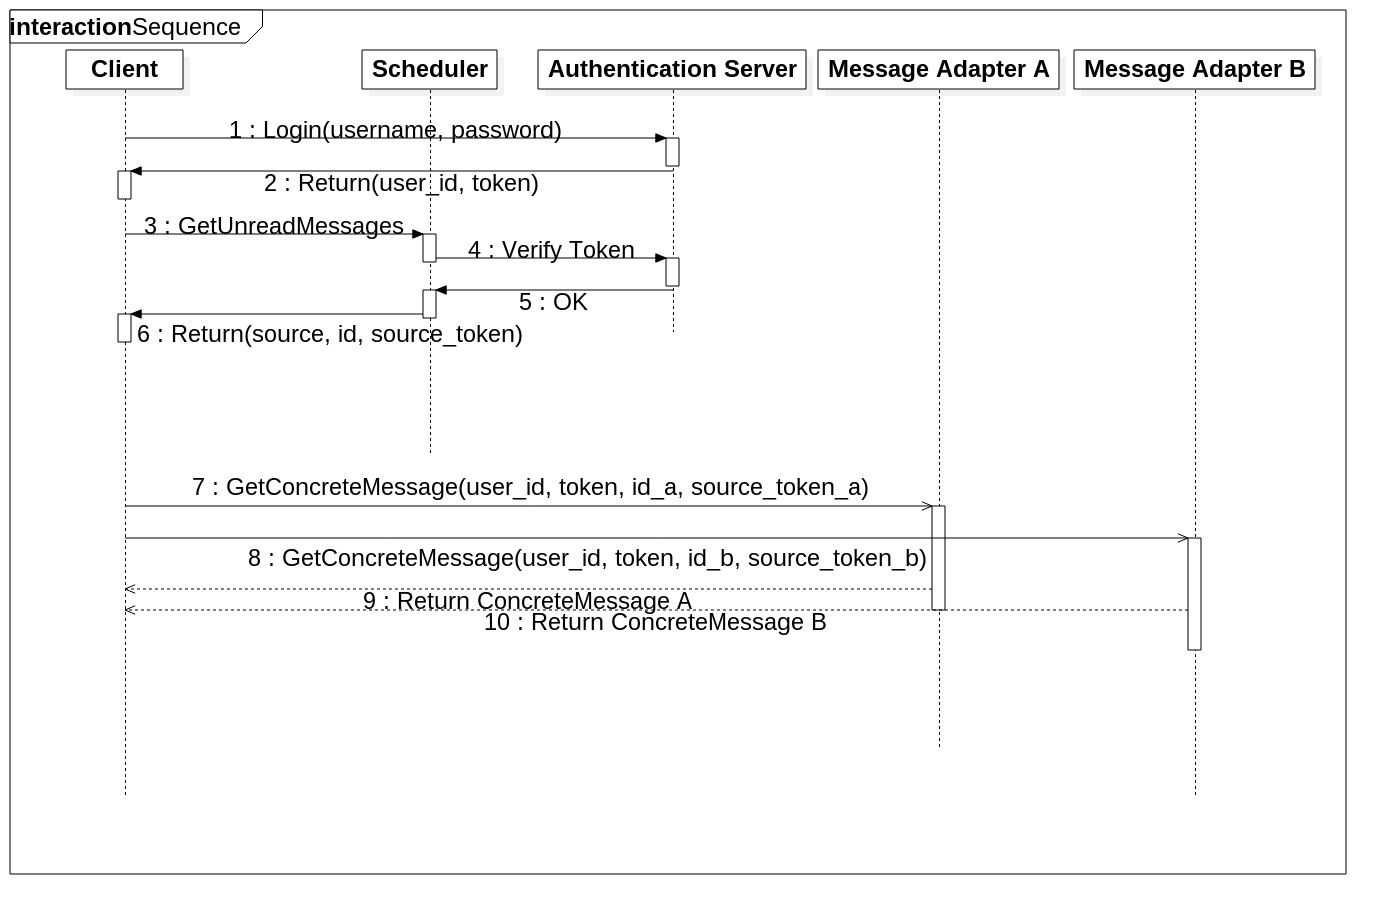 interactionSequence
Client
Scheduler
Authentication Server
Message Adapter A
Message Adapter B
1 : Login(username, password)
2 : Return(user_id, token)
3 : GetUnreadMessages
4 : Verify Token
5 : OK
6 : Return(source, id, source_token)
7 : GetConcreteMessage(user_id, token, id_a, source_token_a)
8 : GetConcreteMessage(user_id, token, id_b, source_token_b)
9 : Return ConcreteMessage A
10 : Return ConcreteMessage B